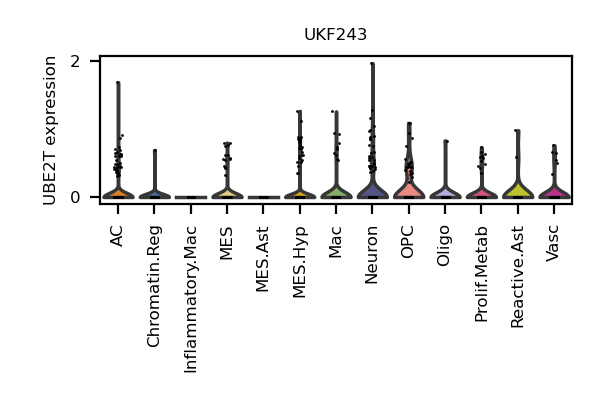 UKF243
UBE2T expression
2
0
AC
Chromatin.Reg
Inflammatory.Mac
MES
MES.Ast
MES.Hyp
Mac
Neuron
OPC
Oligo
Prolif.Metab
Reactive.Ast
Vasc